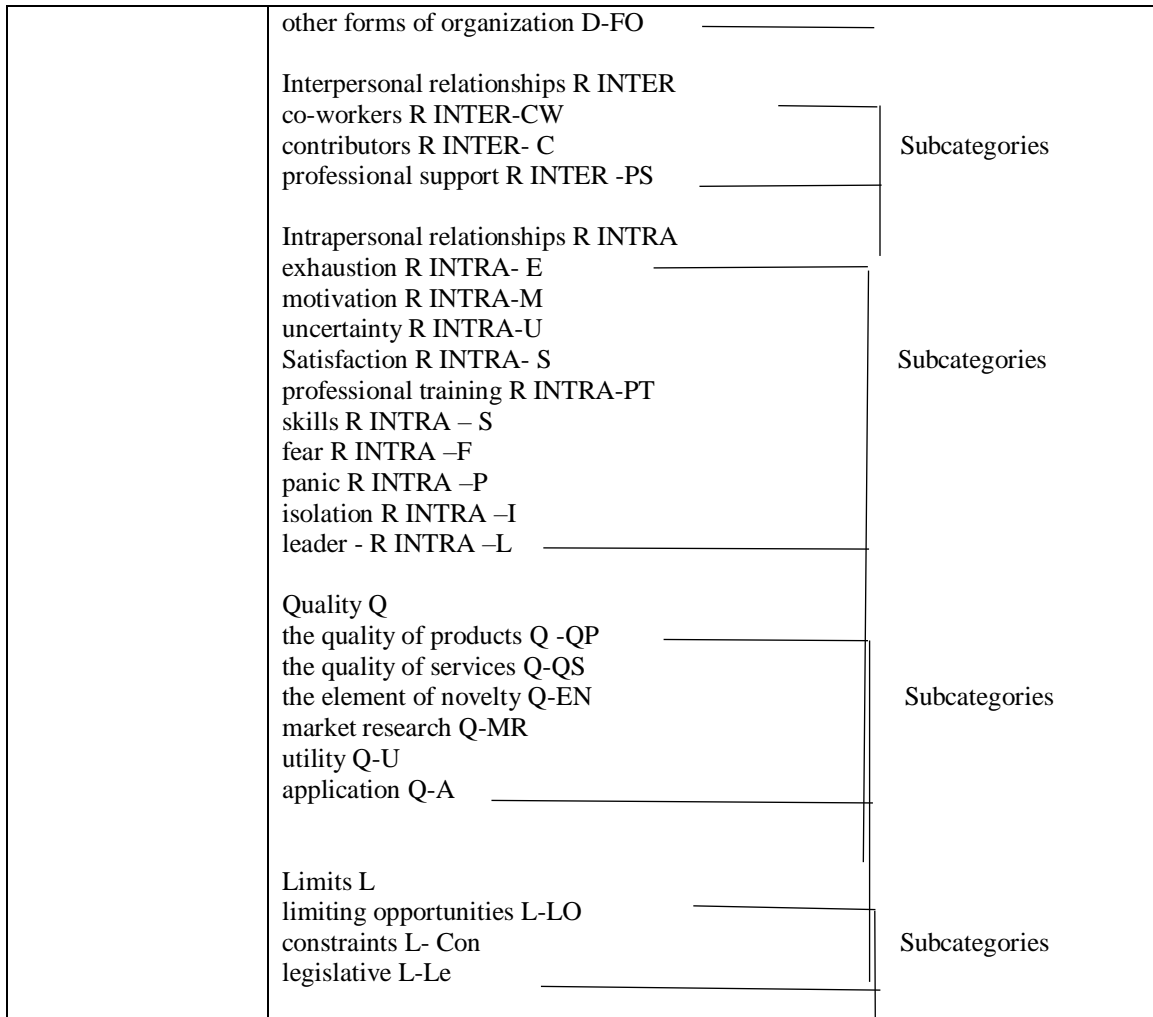 other forms of organization D-FO
Interpersonal relationships R INTER
co-workers R INTER-CW
contributors R INTER- C
Subcategories
professional support R INTER -PS
Intrapersonal relationships R INTRA
exhaustion R INTRA- E
motivation R INTRA-M
uncertainty R INTRA-U
Satisfaction R INTRA- S
Subcategories
professional training R INTRA-PT
skills R INTRA – S
fear R INTRA –F
panic R INTRA –P
isolation R INTRA –I
leader - R INTRA –L
Quality Q
the quality of products Q -QP
the quality of services Q-QS
the element of novelty Q-EN
Subcategories
market research Q-MR
utility Q-U
application Q-A
Limits L
limiting opportunities L-LO
constraints L- Con
Subcategories
legislative L-Le